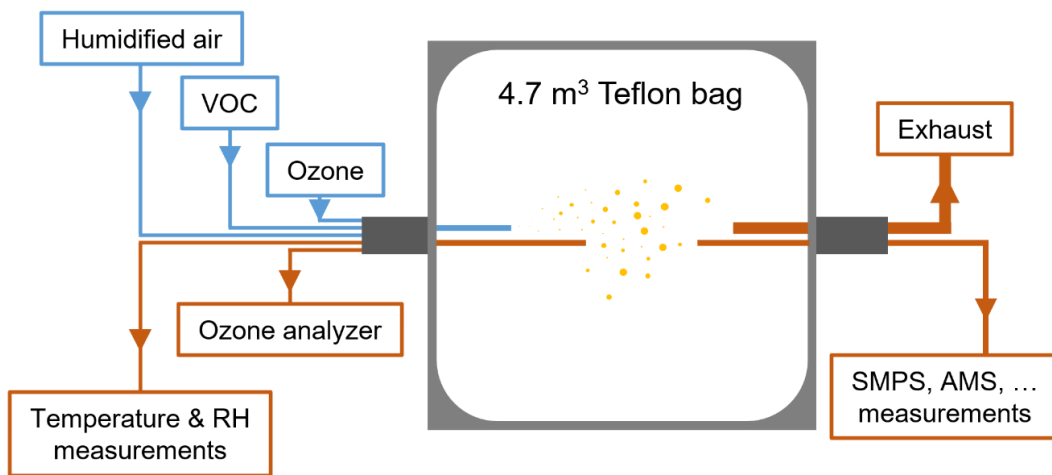 Humidified air
VOC
Ozone
4.7 m³ Teflon bag
Exhaust
Ozone analyzer
Temperature & RH
measurements
SMPS, AMS, …
measurements